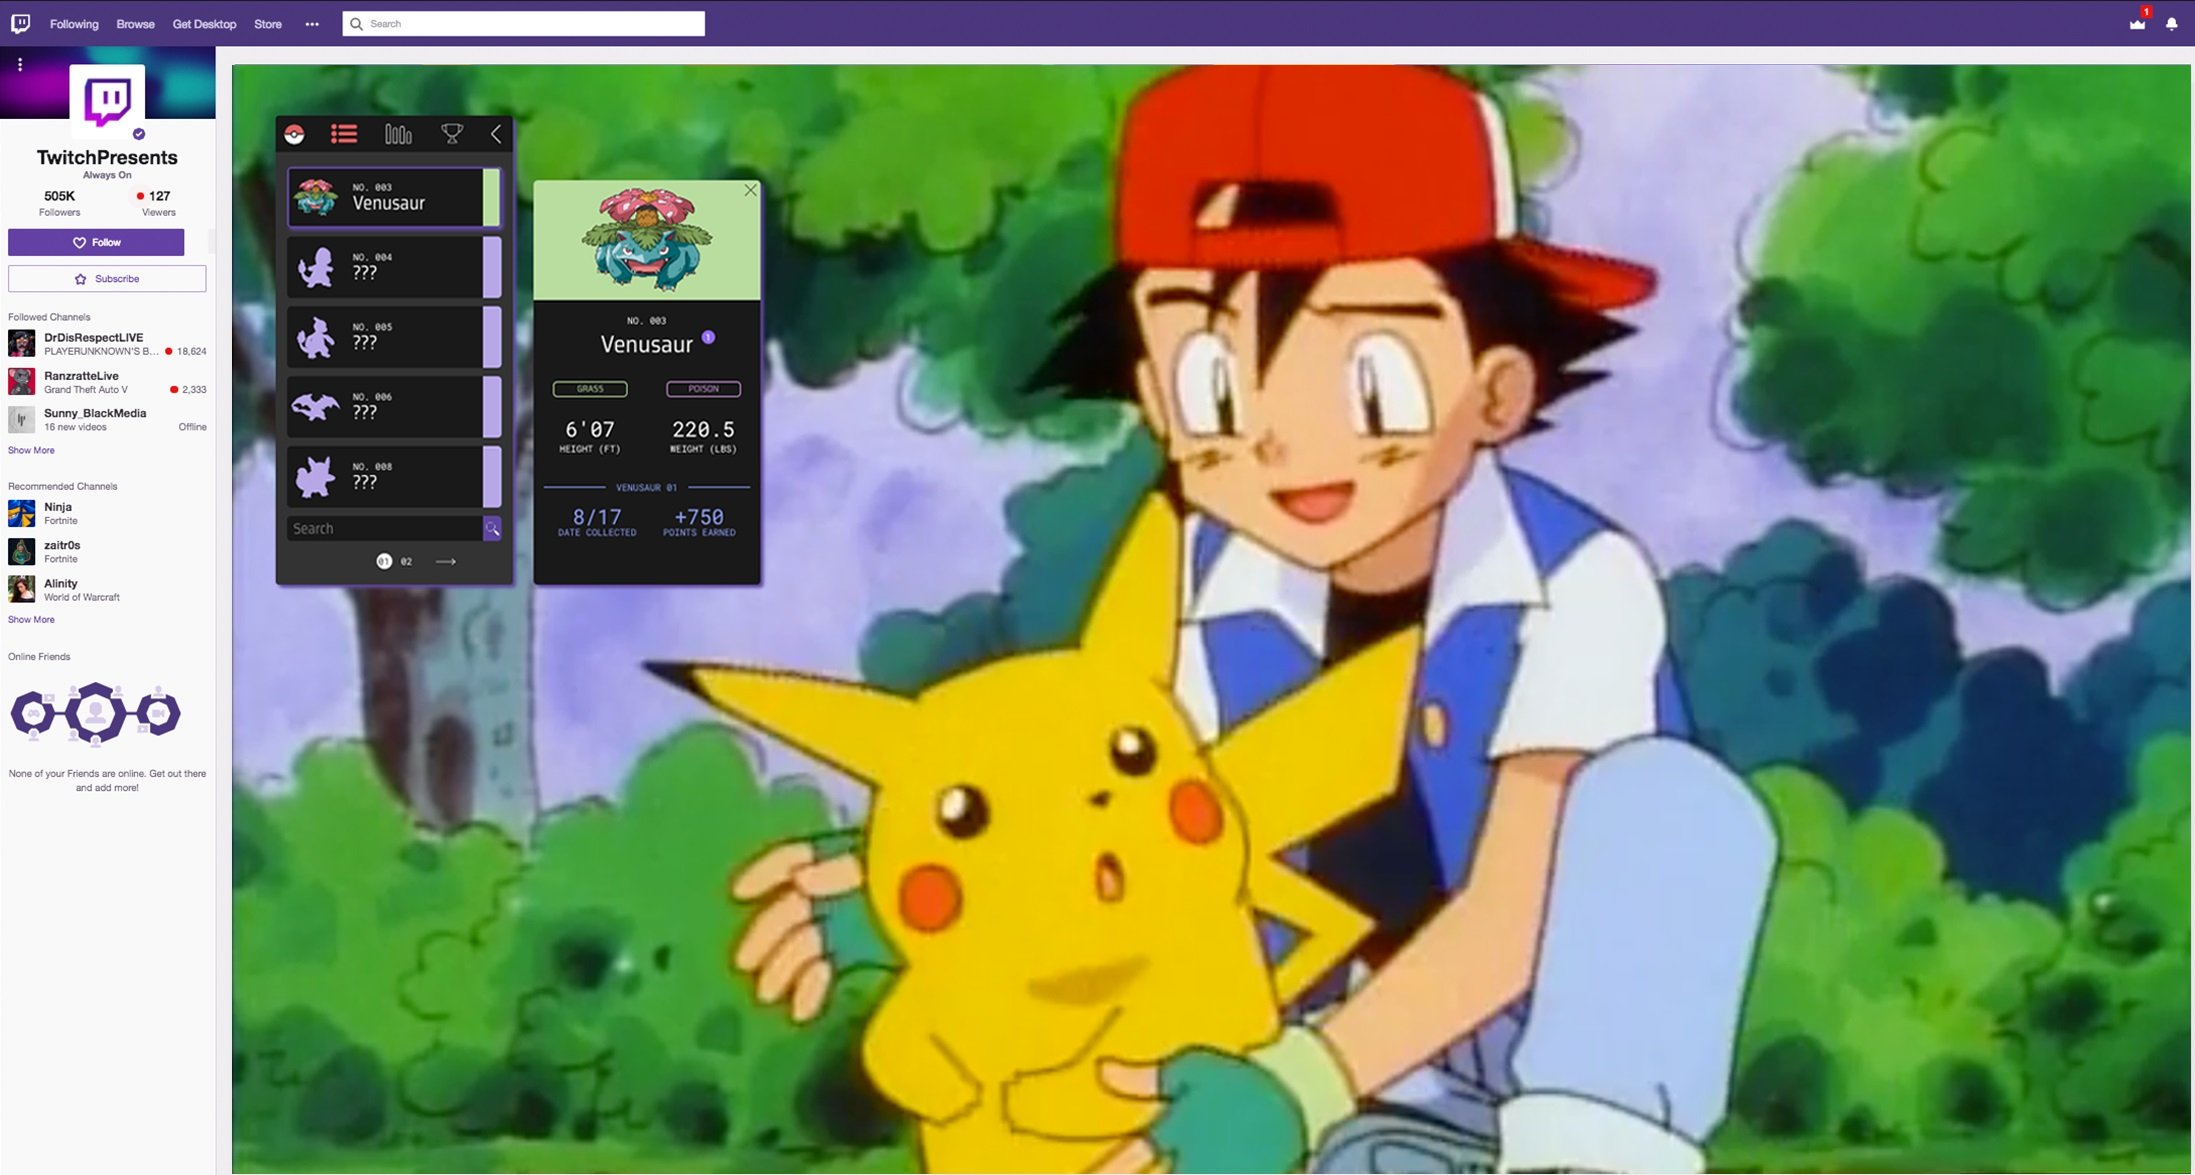 Following Browse Get Desktop Store ··· Search 1
TwitchPresents
Always On
505K 127
Followers Viewers
Follow
Subscribe
Followed Channels
DrDisRespectLIVE
PLAYERUNKNOWN'S B... 18,624
RanzratteLive
Grand Theft Auto V 2,333
Sunny_BlackMedia
16 new videos Offline
Show More
Recommended Channels
Ninja
Fortnite
zaitr0s
Fortnite
Alinity
World of Warcraft
Show More
Online Friends
None of your Friends are online. Get out there
and add more!
NO. 003
Venusaur
NO. 004
???
NO. 005
???
NO. 006
???
NO. 008
???
Search
01 02
NO. 003
Venusaur 1
GRASS POISON
6'07 220.5
HEIGHT (FT) WEIGHT (LBS)
VENUSAUR 01
8/17 +750
DATE COLLECTED POINTS EARNED